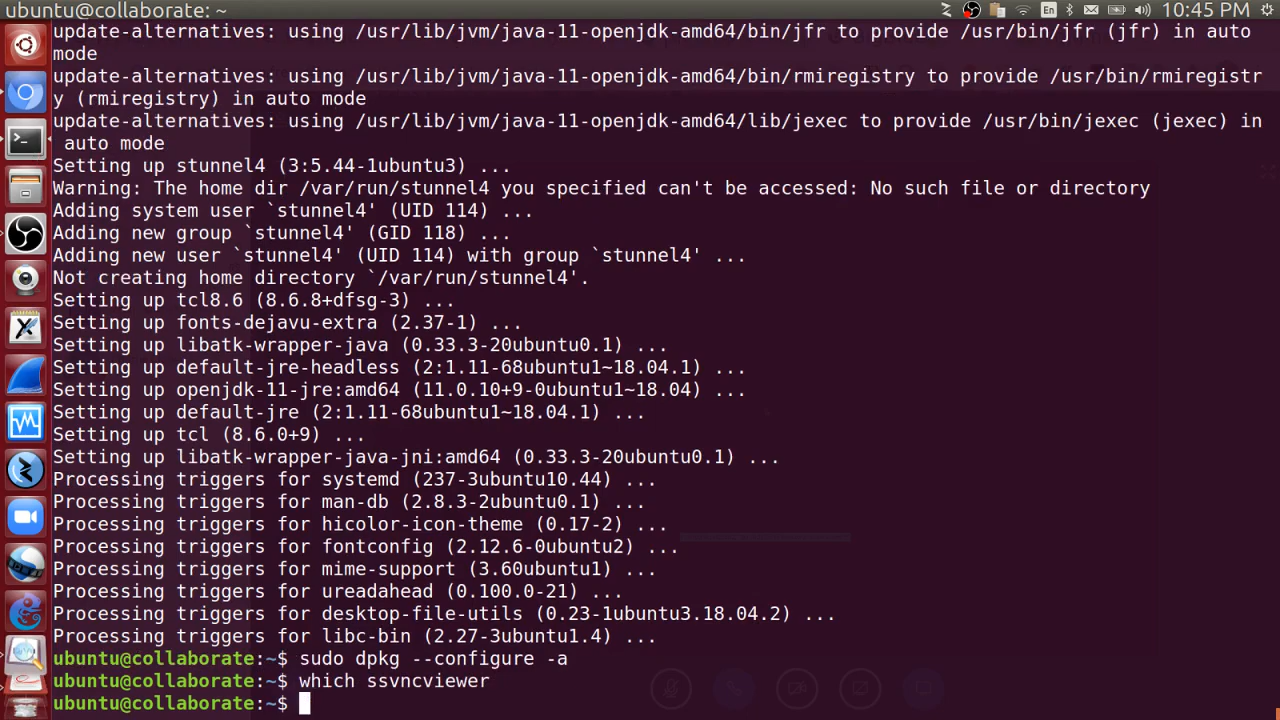 ubuntu@collaborate: ~
En
10:45 PM
update-alternatives: using /usr/lib/jvm/java-11-openjdk-amd64/bin/jfr to provide /usr/bin/jfr (jfr) in auto
mode
update-alternatives: using /usr/lib/jvm/java-11-openjdk-amd64/bin/rmiregistry to provide /usr/bin/rmiregistr
y (rmiregistry) in auto mode
update-alternatives: using /usr/lib/jvm/java-11-openjdk-amd64/lib/jexec to provide /usr/bin/jexec (jexec) in
auto mode
Setting up stunnel4 (3:5.44-1ubuntu3) ...
Warning: The home dir /var/run/stunnel4 you specified can't be accessed: No such file or directory
Adding system user `stunnel4' (UID 114) ...
Adding new group `stunnel4' (GID 118) ...
Adding new user `stunnel4' (UID 114) with group `stunnel4' ...
Not creating home directory `/var/run/stunnel4'.
Setting up tcl8.6 (8.6.8+dfsg-3) ...
Setting up fonts-dejavu-extra (2.37-1) ...
Setting up libatk-wrapper-java (0.33.3-20ubuntu0.1) ...
Setting up default-jre-headless (2:1.11-68ubuntu1~18.04.1) ...
Setting up openjdk-11-jre:amd64 (11.0.10+9-0ubuntu1~18.04) ...
Setting up default-jre (2:1.11-68ubuntu1~18.04.1) ...
Setting up tcl (8.6.0+9) ...
Setting up libatk-wrapper-java-jni:amd64 (0.33.3-20ubuntu0.1) ...
Processing triggers for systemd (237-3ubuntu10.44) ...
Processing triggers for man-db (2.8.3-2ubuntu0.1) ...
Processing triggers for hicolor-icon-theme (0.17-2) ...
Processing triggers for fontconfig (2.12.6-0ubuntu2) ...
Processing triggers for mime-support (3.60ubuntu1) ...
Processing triggers for ureadahead (0.100.0-21) ...
Processing triggers for desktop-file-utils (0.23-1ubuntu3.18.04.2) ...
Processing triggers for libc-bin (2.27-3ubuntu1.4) ...
ubuntu@collaborate:~$ sudo dpkg --configure -a
ubuntu@collaborate:~$ which ssvncviewer
ubuntu@collaborate:~$